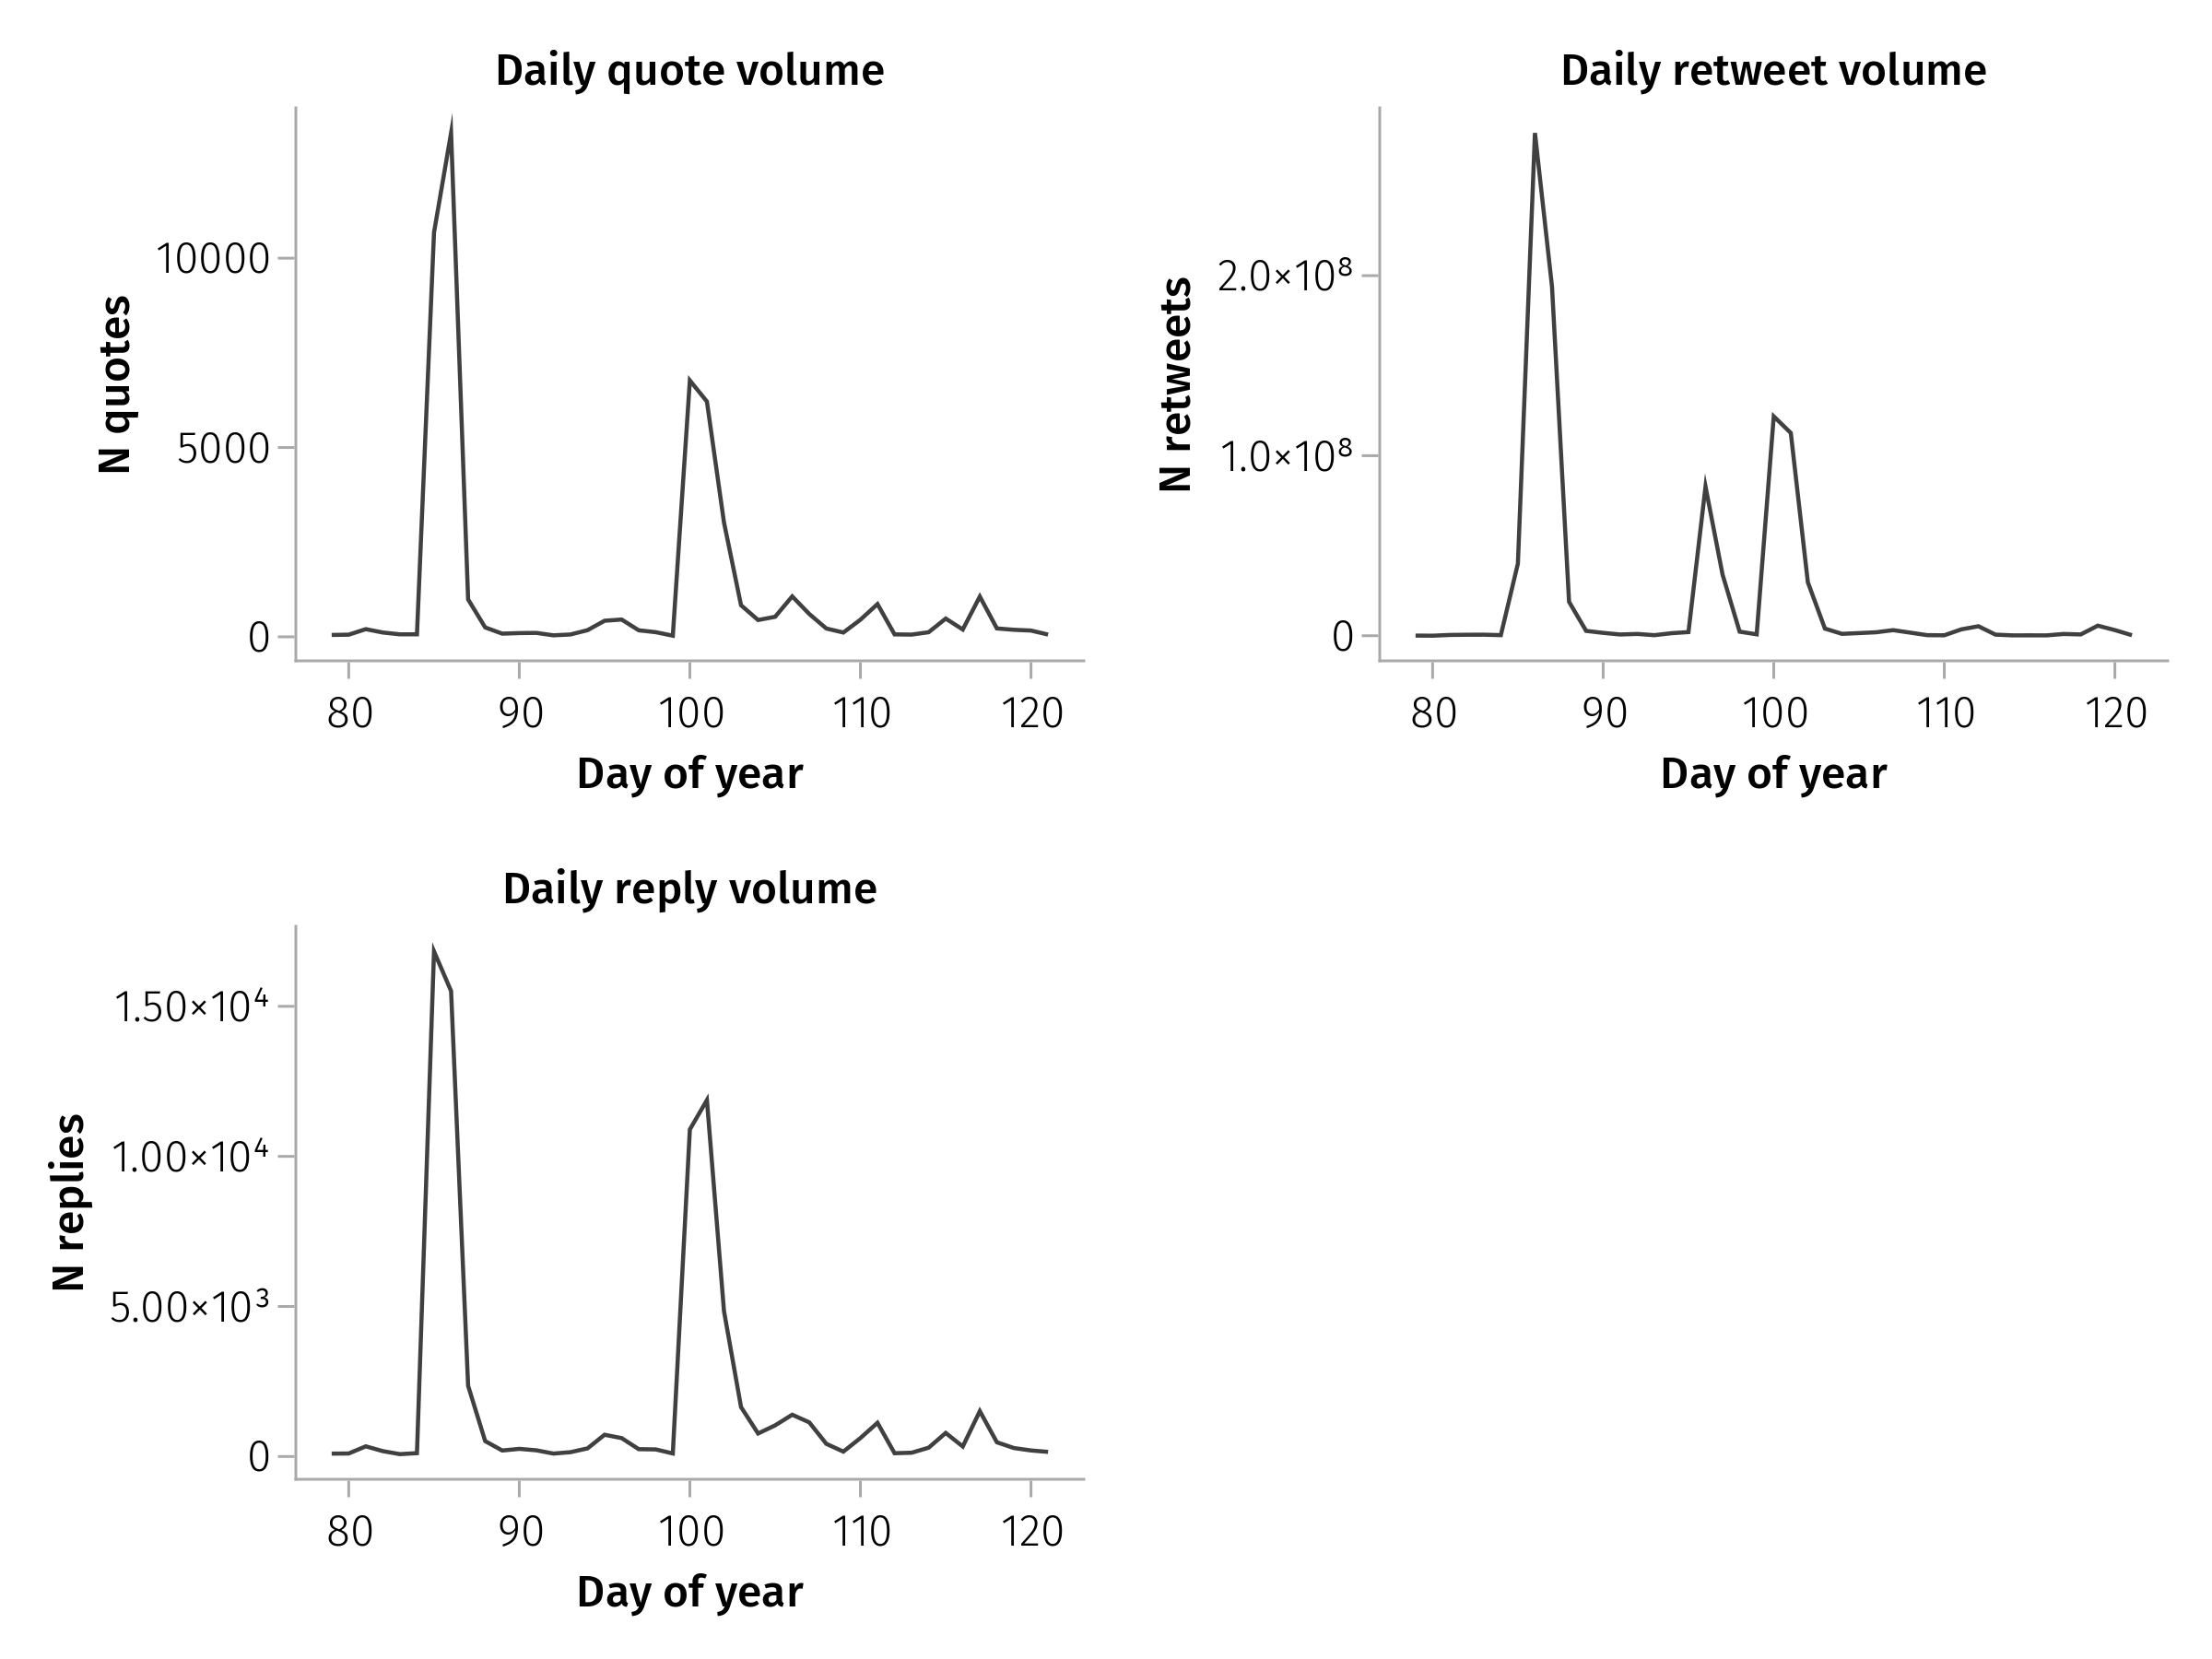 Daily quote volume
N quotes
10000
5000
0
80 90 100 110 120
Day of year
Daily retweet volume
N retweets
2.0×10⁸
1.0×10⁸
0
80 90 100 110 120
Day of year
Daily reply volume
N replies
1.50×10⁴
1.00×10⁴
5.00×10³
0
80 90 100 110 120
Day of year